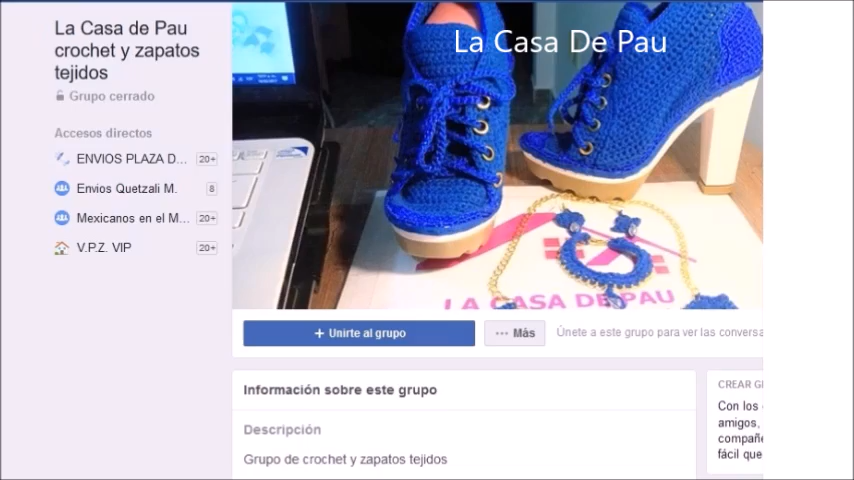 La Casa de Pau
crochet y zapatos
tejidos
Grupo cerrado
Accesos directos
ENVIOS PLAZA D... 20+
Envios Quetzali M. 8
Mexicanos en el M... 20+
V.P.Z. VIP 20+
La Casa De Pau
LA CASA DE PAU
+ Unirte al grupo
••• Más
Únete a este grupo para ver las conversa
Información sobre este grupo
Descripción
Grupo de crochet y zapatos tejidos
CREAR G
Con los
amigos,
compañe
fácil que